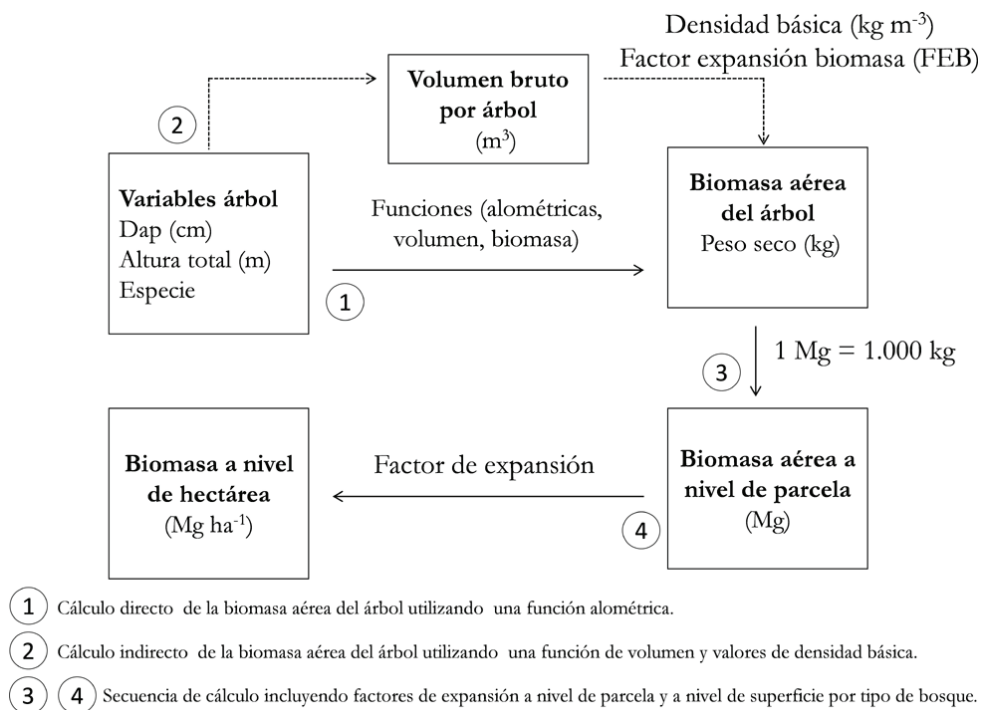 Densidad básica (kg m-3)
Factor expansión biomasa (FEB)
Volumen bruto
por árbol
(m3)
2
Variables árbol
Dap (cm)
Altura total (m)
Especie
Funciones (alométricas,
volumen, biomasa)
1
Biomasa aérea
del árbol
Peso seco (kg)
3
1 Mg = 1.000 kg
Biomasa a nivel
de hectárea
(Mg ha-1)
Factor de expansión
4
Biomasa aérea a
nivel de parcela
(Mg)
1 Cálculo directo de la biomasa aérea del árbol utilizando una función alométrica.
2 Cálculo indirecto de la biomasa aérea del árbol utilizando una función de volumen y valores de densidad básica.
3 4 Secuencia de cálculo incluyendo factores de expansión a nivel de parcela y a nivel de superficie por tipo de bosque.